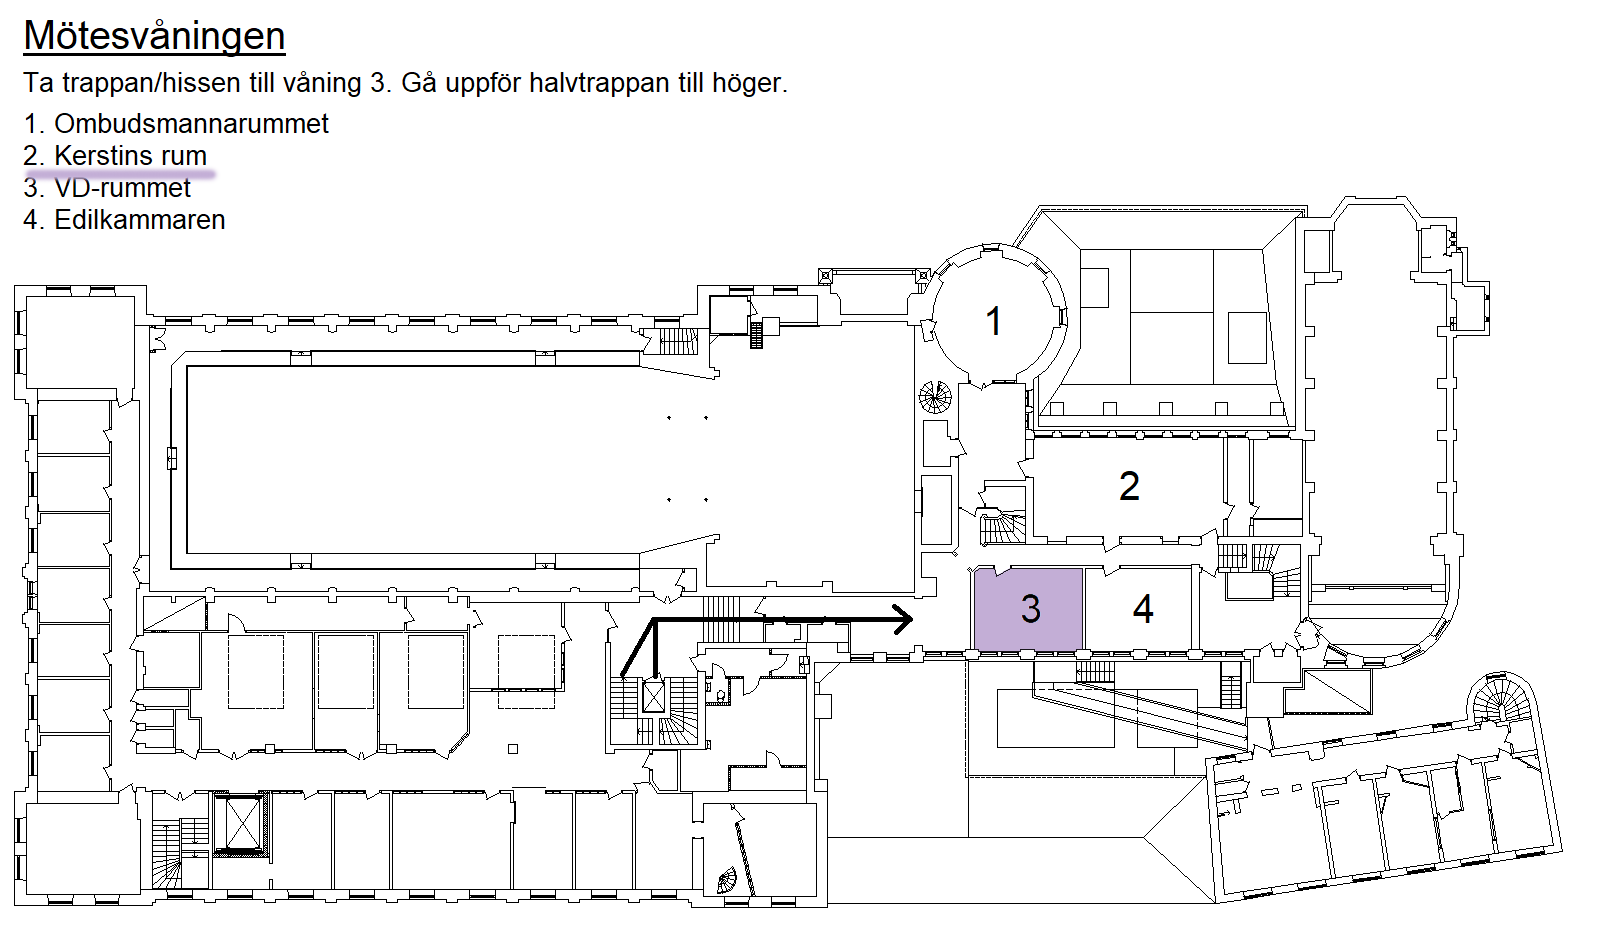 Mötesvåningen
Ta trappan/hissen till våning 3. Gå uppför halvtrappan till höger.
1. Ombudsmannarummet
2. Kerstins rum
3. VD-rummet
4. Edilkammaren
1
2
3
4